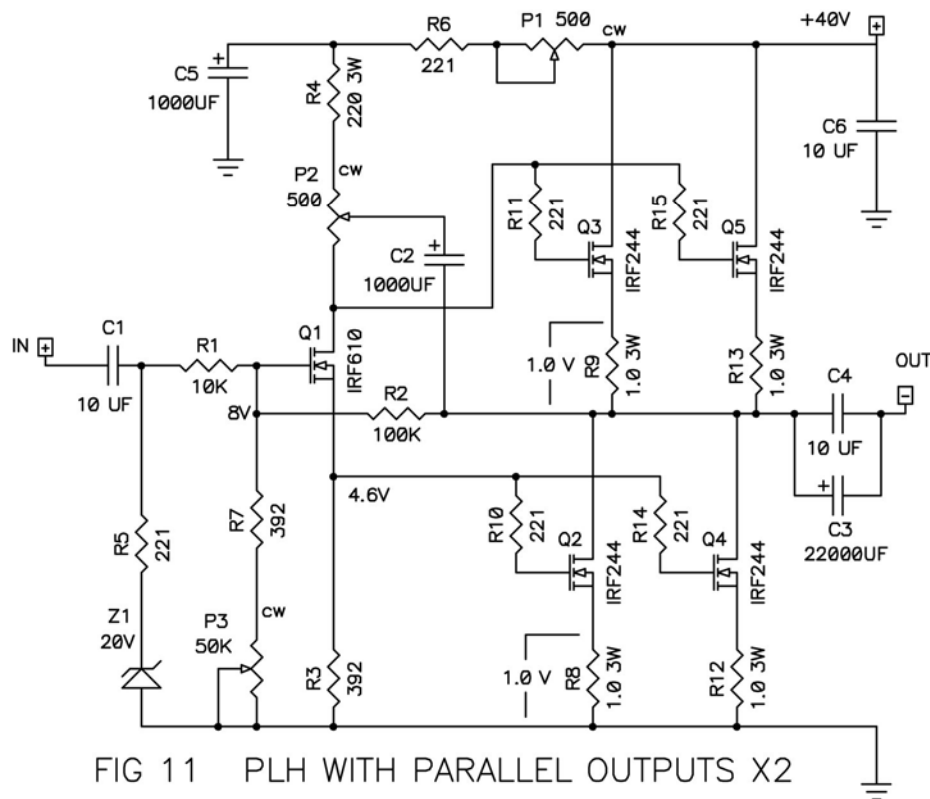 P1 500
cw
+40V
+
R6
221
+
C5
1000UF
R4
220 3W
C6
10 UF
P2
500
cw
R11
221
R15
221
Q3
IRF244
Q5
IRF244
+
C2
1000UF
IN +
C1
10 UF
R1
10K
Q1
IRF610
1.0 V
R9
1.0 3W
R13
1.0 3W
OUT
-
C4
10 UF
8V
R2
100K
+
C3
22000UF
4.6V
R7
392
R10
221
R14
221
Q2
IRF244
Q4
IRF244
R5
221
Z1
20V
P3
50K
cw
R3
392
1.0 V
R8
1.0 3W
R12
1.0 3W
FIG 11 PLH WITH PARALLEL OUTPUTS X2